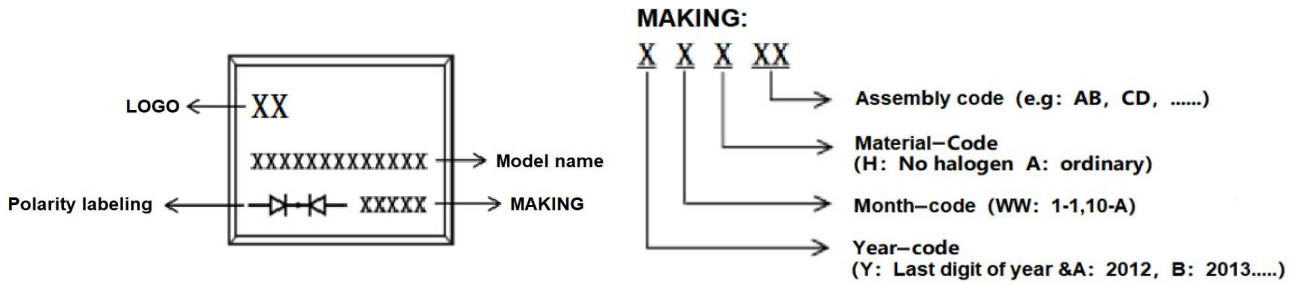 LOGO
XX
XXXXXXXXXXXXX
Model name
Polarity labeling
XXXXX
MAKING
MAKING:
X X X XX
Assembly code (e.g: AB, CD, ......)
Material-Code
(H: No halogen A: ordinary)
Month-code (WW: 1-1,10-A)
Year-code
(Y: Last digit of year &A: 2012, B: 2013.....)